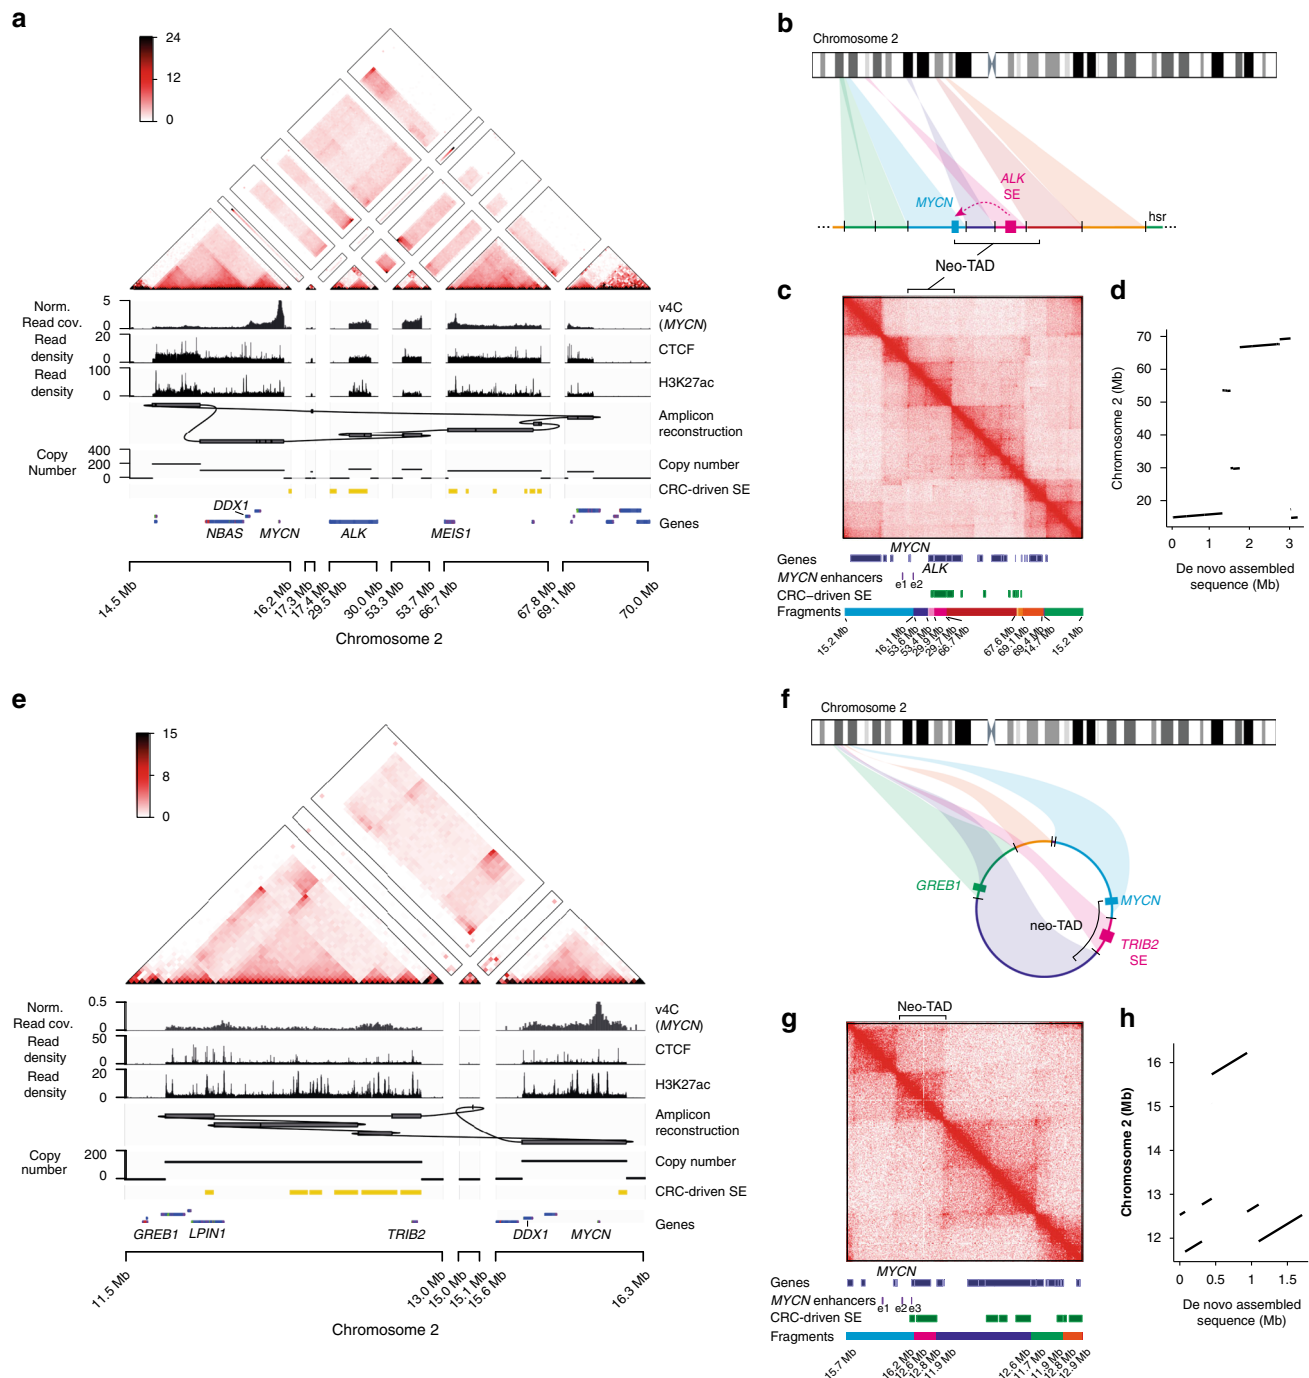 a
24
12
0
Norm.
Read cov.
5
0
v4C
(MYCN)
Read
density
20
0
CTCF
Read
density
100
0
H3K27ac
Amplicon
reconstruction
Copy
Number
400
200
0
Copy number
CRC-driven SE
DDX1
NBAS
MYCN
ALK
MEIS1
Genes
14.5 Mb
16.2 Mb
17.3 Mb
17.4 Mb
29.5 Mb
30.0 Mb
53.3 Mb
53.7 Mb
66.7 Mb
67.8 Mb
69.1 Mb
70.0 Mb
Chromosome 2
b
Chromosome 2
ALK
SE
MYCN
hsr
Neo-TAD
c
MYCN
Genes
ALK
MYCN enhancers
e1 e2
CRC–driven SE
Fragments
15.2 Mb
16.1 Mb
53.6 Mb
53.4 Mb
29.9 Mb
29.7 Mb
66.7 Mb
67.6 Mb
69.1 Mb
69.4 Mb
14.7 Mb
15.2 Mb
d
70
60
50
40
30
20
Chromosome 2 (Mb)
0 1 2 3
De novo assembled
sequence (Mb)
e
15
8
0
Norm.
Read cov.
0.5
0
v4C
(MYCN)
Read
density
50
0
CTCF
Read
density
20
0
H3K27ac
Amplicon
reconstruction
Copy
number
200
0
Copy number
CRC-driven SE
Genes
GREB1 LPIN1
TRIB2
DDX1
MYCN
11.5 Mb
13.0 Mb
15.0 Mb
15.1 Mb
15.6 Mb
16.3 Mb
Chromosome 2
f
Chromosome 2
GREB1
MYCN
neo-TAD
TRIB2
SE
g
Neo-TAD
MYCN
Genes
MYCN enhancers
e1 e2 e3
CRC-driven SE
Fragments
15.7 Mb
16.2 Mb
12.6 Mb
12.8 Mb
11.9 Mb
12.6 Mb
11.7 Mb
11.9 Mb
12.8 Mb
12.9 Mb
h
16
15
14
13
12
Chromosome 2 (Mb)
0 0.5 1 1.5
De novo assembled
sequence (Mb)